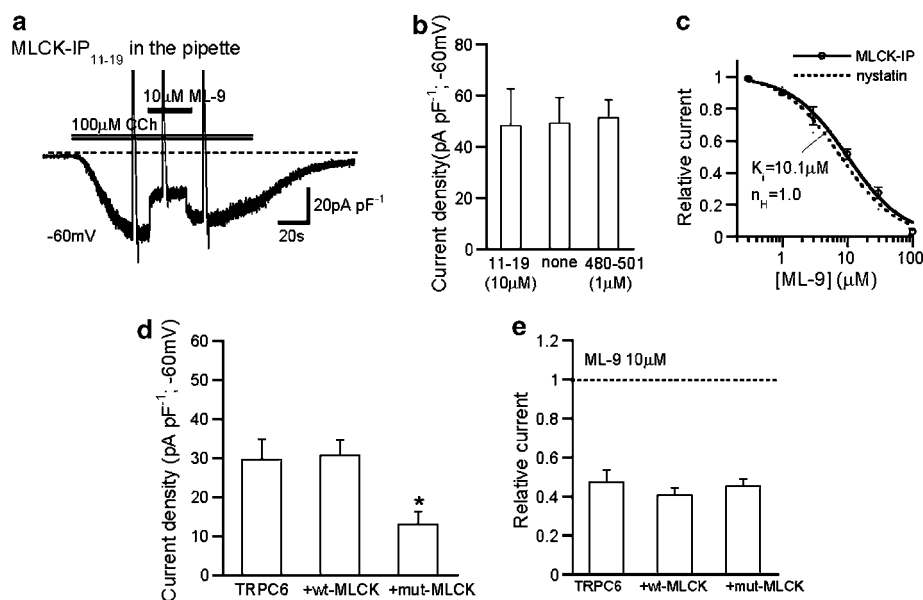 a
MLCK-IP11-19 in the pipette
10μM ML-9
100μM CCh
20pA pF-1
20s
-60mV
b
Current density(pA pF-1; -60mV)
80
60
40
20
0
11-19 none 480-501
(10μM) (1μM)
c
MLCK-IP
nystatin
Relative current
1.0
0.8
0.6
0.4
0.2
0
Ki=10.1μM
nH=1.0
1 10 100
[ML-9] (μM)
d
Current density (pA pF-1; -60mV)
60
50
40
30
20
10
0
*
TRPC6 +wt-MLCK +mut-MLCK
e
Relative current
1.2
1
0.8
0.6
0.4
0.2
0
ML-9 10μM
TRPC6 +wt-MLCK +mut-MLCK